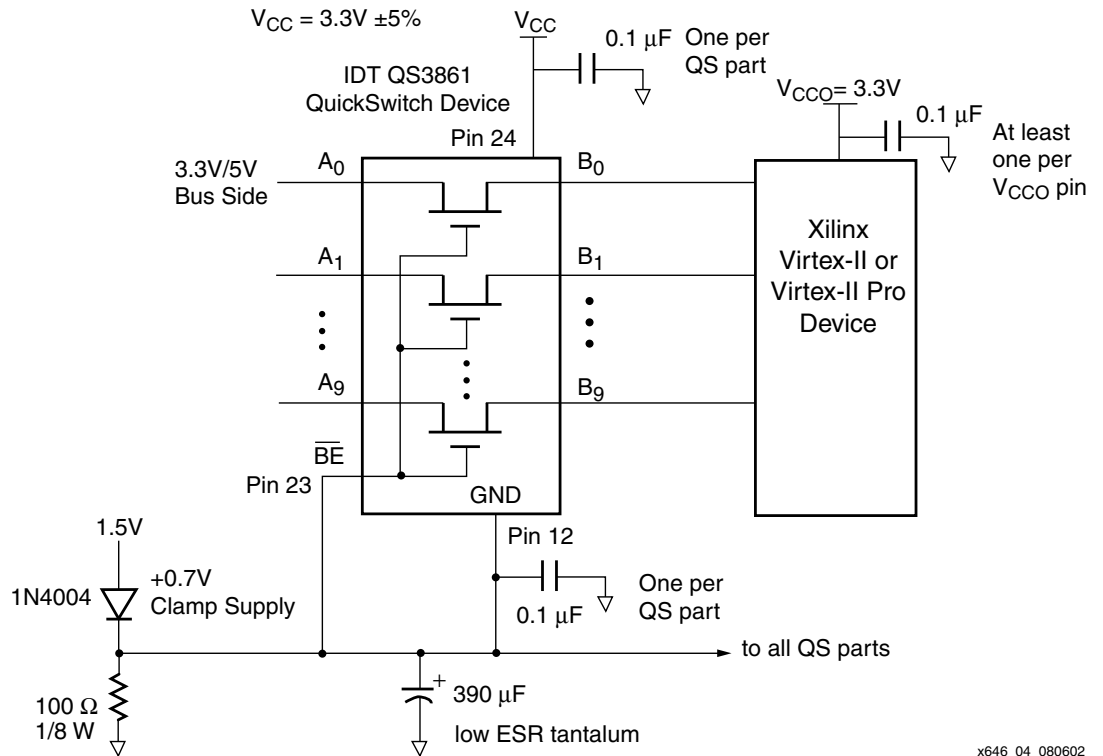 V_CC = 3.3V ±5%
V_CC
0.1 µF
One per
QS part
IDT QS3861
QuickSwitch Device
Pin 24
V_CCO= 3.3V
0.1 µF
At least
one per
V_CCO pin
3.3V/5V
Bus Side
A_0
B_0
A_1
B_1
A_9
B_9
Xilinx
Virtex-II or
Virtex-II Pro
Device
B̅E̅
Pin 23
GND
Pin 12
1.5V
1N4004
+0.7V
Clamp Supply
0.1 µF
One per
QS part
to all QS parts
100 Ω
1/8 W
+
390 µF
low ESR tantalum
x646_04_080602